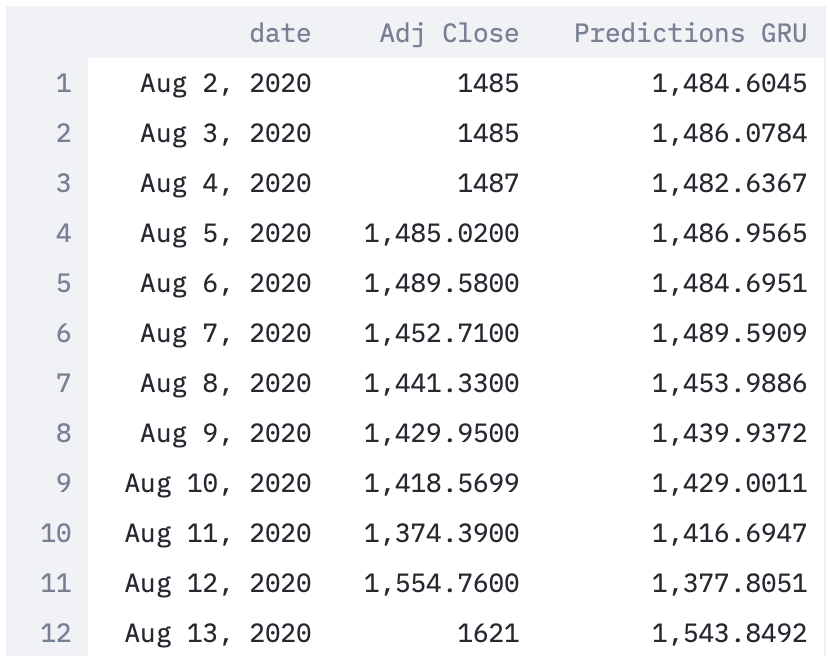 date Adj Close Predictions GRU
1 Aug 2, 2020 1485 1,484.6045
2 Aug 3, 2020 1485 1,486.0784
3 Aug 4, 2020 1487 1,482.6367
4 Aug 5, 2020 1,485.0200 1,486.9565
5 Aug 6, 2020 1,489.5800 1,484.6951
6 Aug 7, 2020 1,452.7100 1,489.5909
7 Aug 8, 2020 1,441.3300 1,453.9886
8 Aug 9, 2020 1,429.9500 1,439.9372
9 Aug 10, 2020 1,418.5699 1,429.0011
10 Aug 11, 2020 1,374.3900 1,416.6947
11 Aug 12, 2020 1,554.7600 1,377.8051
12 Aug 13, 2020 1621 1,543.8492